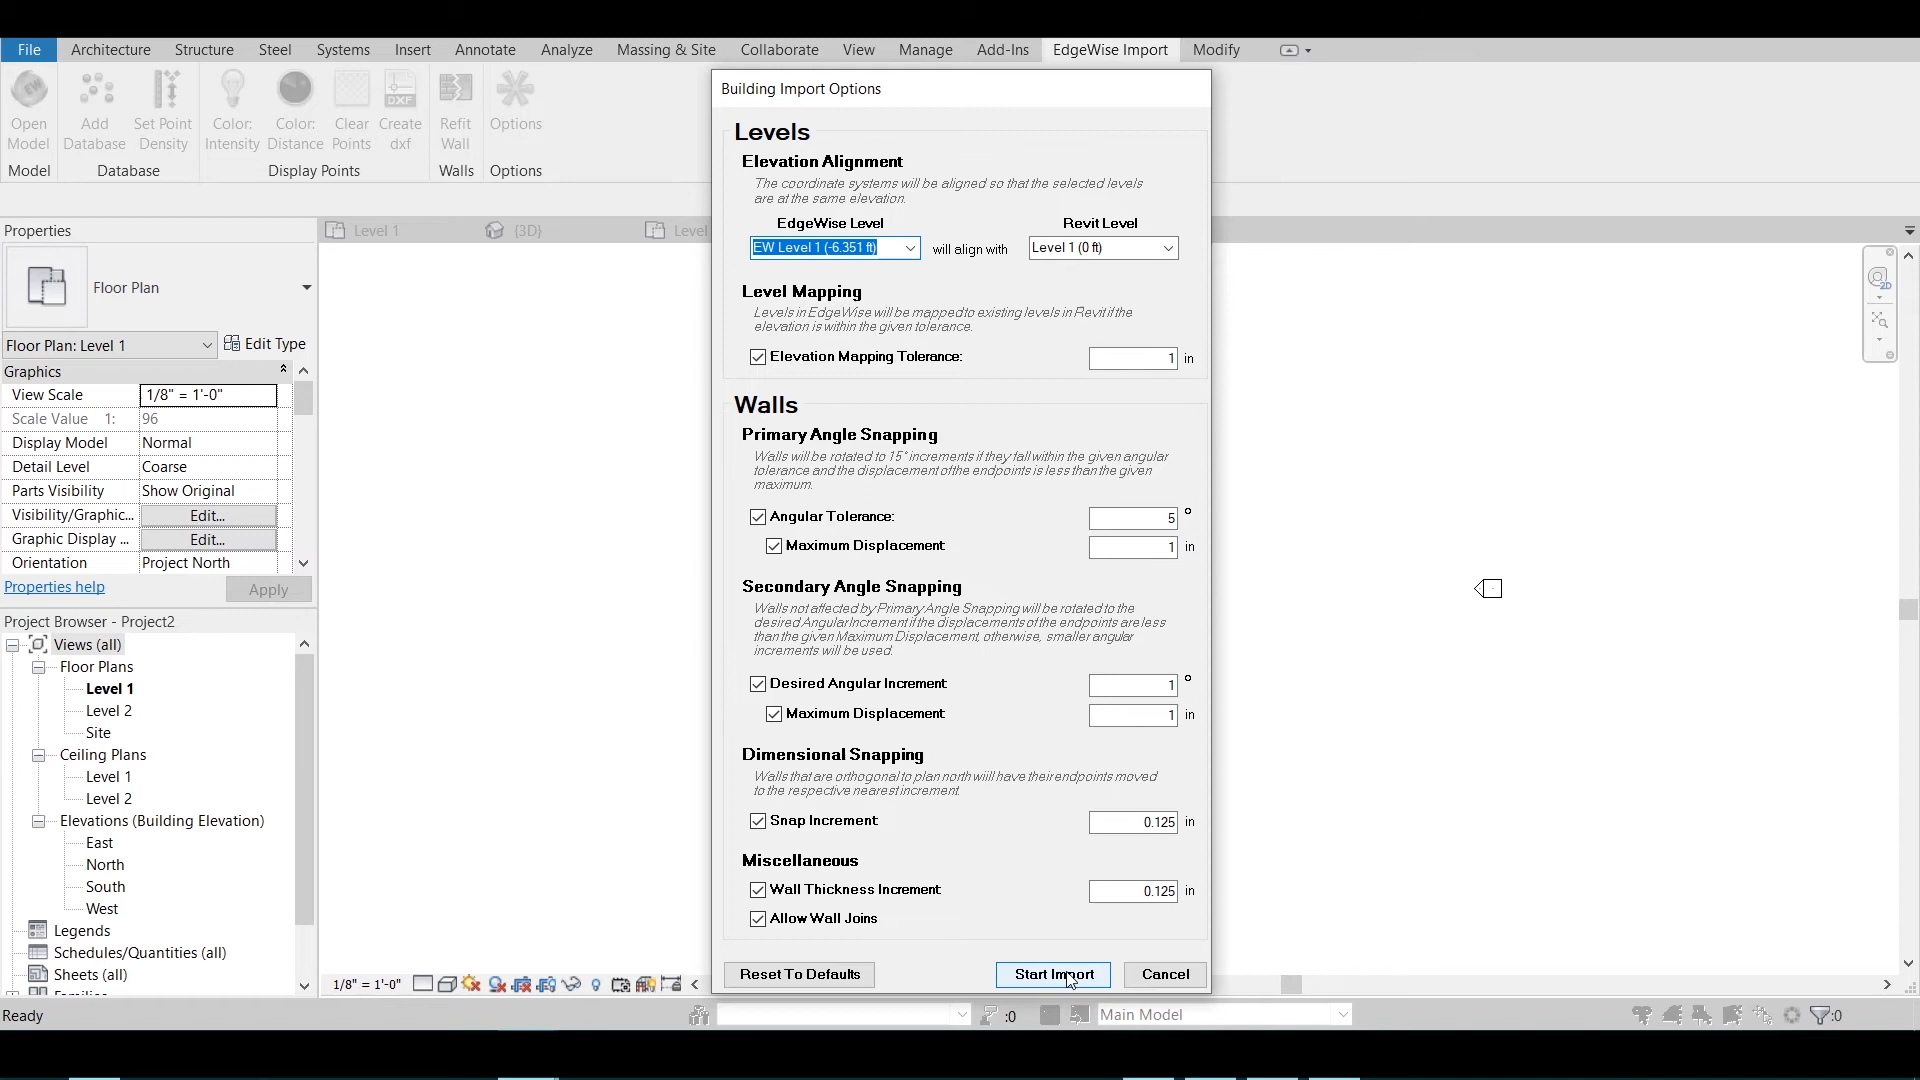 File Architecture Structure Steel Systems Insert Annotate Analyze Massing & Site Collaborate View Manage Add-Ins EdgeWise Import Modify
Open Model
Add Database
Set Point Density
Color: Intensity
Color: Distance
Clear Points
Create dxf
Refit Wall
Options
Model Database Display Points Walls Options
Properties
Level 1
{3D}
Level
Floor Plan
Floor Plan: Level 1
Edit Type
Graphics
View Scale 1/8" = 1'-0"
Scale Value 1: 96
Display Model Normal
Detail Level Coarse
Parts Visibility Show Original
Visibility/Graphic... Edit...
Graphic Display ... Edit...
Orientation Project North
Properties help
Apply
Project Browser - Project2
Views (all)
Floor Plans
Level 1
Level 2
Site
Ceiling Plans
Level 1
Level 2
Elevations (Building Elevation)
East
North
South
West
Legends
Schedules/Quantities (all)
Sheets (all)
Building Import Options
Levels
Elevation Alignment
The coordinate systems will be aligned so that the selected levels
are at the same elevation.
EdgeWise Level Revit Level
EW Level 1 (-6.351 ft) will align with Level 1 (0 ft)
Level Mapping
Levels in EdgeWise will be mapped to existing levels in Revit if the
elevation is within the given tolerance.
Elevation Mapping Tolerance: 1 in
Walls
Primary Angle Snapping
Walls will be rotated to 15° increments if they fall within the given angular
tolerance and the displacement of the endpoints is less than the given
maximum.
Angular Tolerance: 5 °
Maximum Displacement 1 in
Secondary Angle Snapping
Walls not affected by Primary Angle Snapping will be rotated to the
desired Angular Increment if the displacements of the endpoints are less
than the given Maximum Displacement, otherwise, smaller angular
increments will be used.
Desired Angular Increment 1 °
Maximum Displacement 1 in
Dimensional Snapping
Walls that are orthogonal to plan north wiill have their endpoints moved
to the respective nearest increment.
Snap Increment 0.125 in
Miscellaneous
Wall Thickness Increment 0.125 in
Allow Wall Joins
Reset To Defaults Start Import Cancel
2D
1/8" = 1'-0"
Ready
:0
Main Model
:0